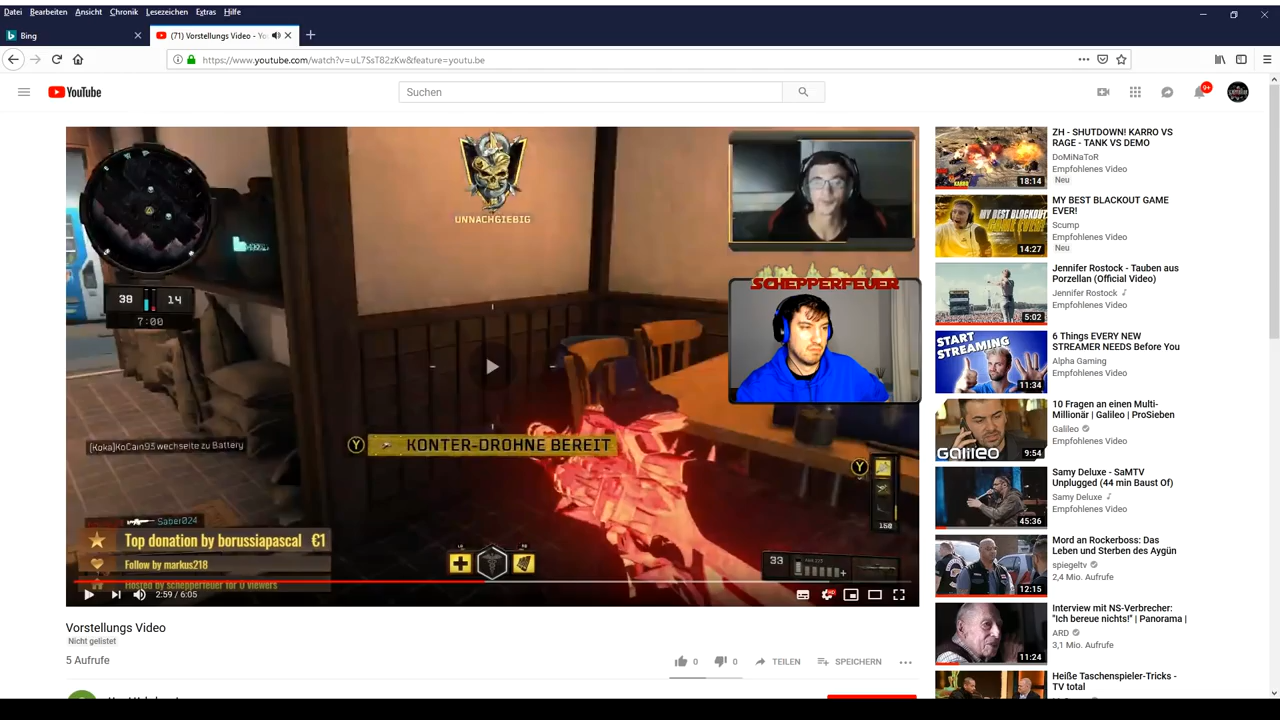 Datei Bearbeiten Ansicht Chronik Lesezeichen Extras Hilfe
Bing
(71) Vorstellungs Video - Yo
https://www.youtube.com/watch?v=uL7SsT82zKw&feature=youtu.be
YouTube
Suchen
9+
UNNACHGIEBIG
SCHEPPERFEUER
38 14
7:00
[Koka]KoCain93 wechselte zu Battery
Y KONTER-DROHNE BEREIT
Y
158
Saber024
Top donation by borussiapascal €1
Follow by markus218
Hosted by schepperfeuer for 0 viewers
33
2:59 / 6:05
HD
Vorstellungs Video
Nicht gelistet
5 Aufrufe
0 0 TEILEN SPEICHERN
ZH - SHUTDOWN! KARRO VS
RAGE - TANK VS DEMO
DoMiNaToR
Empfohlenes Video
Neu
KARRO
18:14
MY BEST BLACKOUT GAME
EVER!
Scump
Empfohlenes Video
Neu
MY BEST BLACKOUT
GAME EVER!
14:27
Jennifer Rostock - Tauben aus
Porzellan (Official Video)
Jennifer Rostock
Empfohlenes Video
5:02
6 Things EVERY NEW
STREAMER NEEDS Before You
Alpha Gaming
Empfohlenes Video
START
STREAMING
11:34
10 Fragen an einen Multi-
Millionär | Galileo | ProSieben
Galileo
Empfohlenes Video
GALILEO
9:54
Samy Deluxe - SaMTV
Unplugged (44 min Baust Of)
Samy Deluxe
Empfohlenes Video
45:36
Mord an Rockerboss: Das
Leben und Sterben des Aygün
spiegeltv
2,4 Mio. Aufrufe
12:15
Interview mit NS-Verbrecher:
"Ich bereue nichts!" | Panorama |
ARD
3,1 Mio. Aufrufe
11:24
Heiße Taschenspieler-Tricks -
TV total